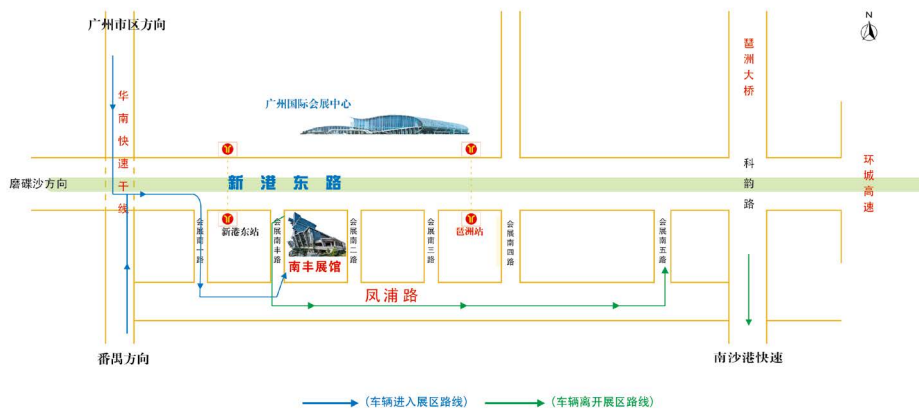 广州市区方向
N
琶洲大桥
华南快速干线
广州国际会展中心
磨碟沙方向
新港东路
科韵路
环城高速
会展南一路
新港东站
会展南丰路
会展南二路
会展南三路
琶洲站
会展南四路
会展南五路
南丰展馆
凤浦路
番禺方向
南沙港快速
(车辆进入展区路线)
(车辆离开展区路线)